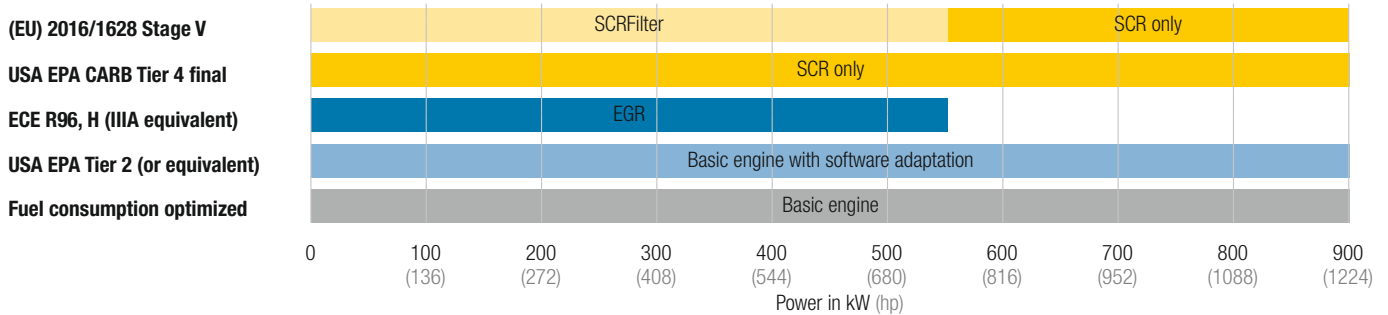 (EU) 2016/1628 Stage V SCRFilter SCR only
USA EPA CARB Tier 4 final SCR only
ECE R96, H (IIIA equivalent) EGR
USA EPA Tier 2 (or equivalent) Basic engine with software adaptation
Fuel consumption optimized Basic engine
0 100 200 300 400 500 600 700 800 900
(136) (272) (408) (544) (680) (816) (952) (1088) (1224)
Power in kW (hp)